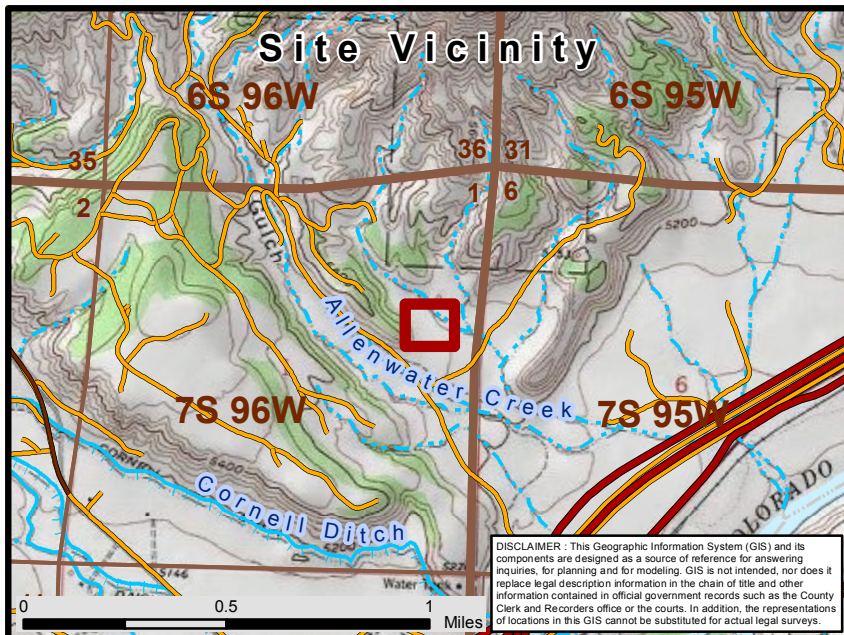 Site Vicinity
6S 96W
6S 95W
35
36 31
2
1 6
Gulch
5200
5400
Allenwater Creek
6
7S 96W
7S 95W
5400
Cornell Ditch
5200
COLORADO
5146
Water Tank
0 0.5 1
Miles
DISCLAIMER : This Geographic Information System (GIS) and its
components are designed as a source of reference for answering
inquiries, for planning and for modeling. GIS is not intended, nor does it
replace legal description information in the chain of title and other
information contained in official government records such as the County
Clerk and Recorders office or the courts. In addition, the representations
of locations in this GIS cannot be substituted for actual legal surveys.